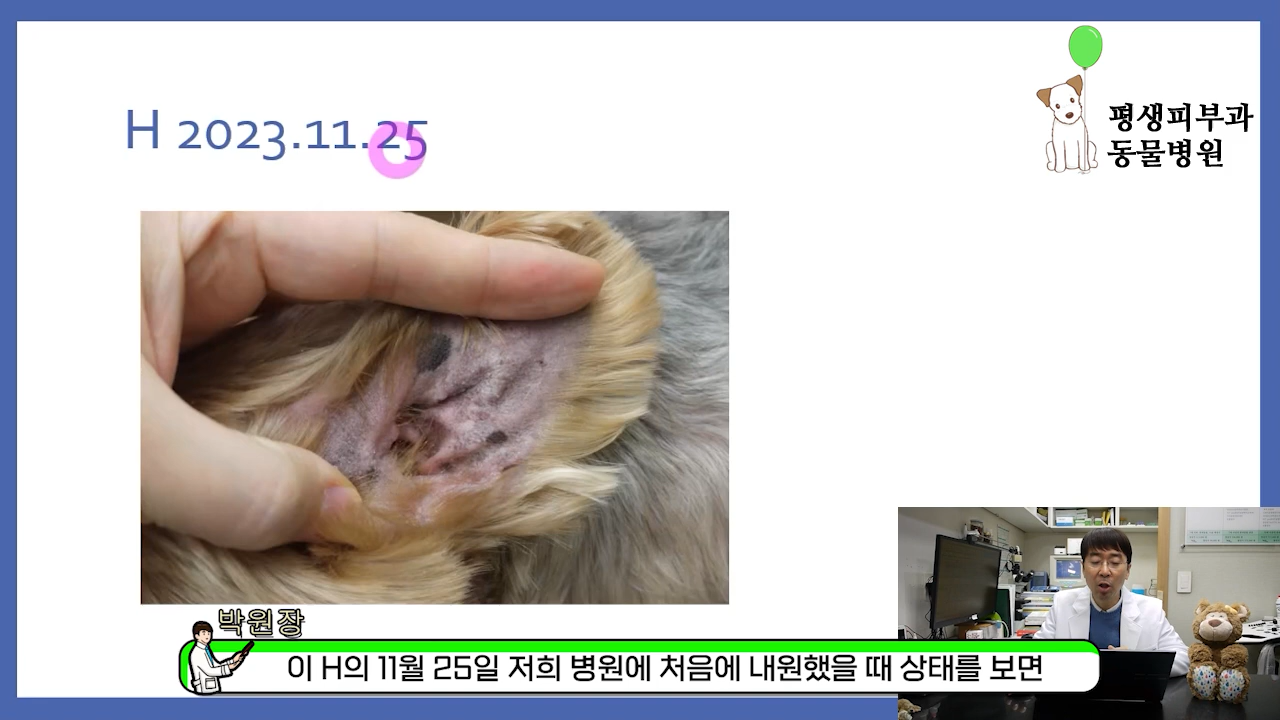 H 2023.11.25
평생피부과
동물병원
박원장
이 H의 11월 25일 저희 병원에 처음에 내원했을 때 상태를 보면